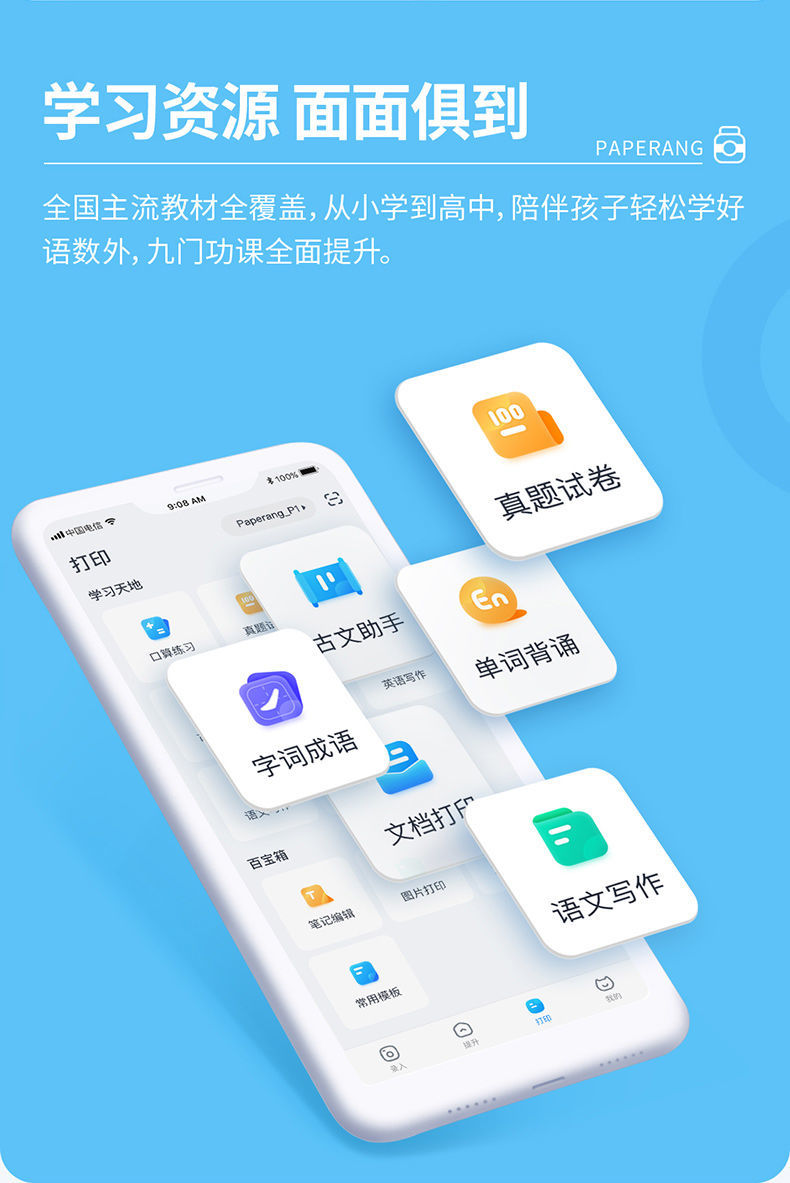 学习资源 面面俱到
PAPERANG
全国主流教材全覆盖，从小学到高中，陪伴孩子轻松学好
语数外，九门功课全面提升。
100
真题试卷
中国电信
9:08 AM
100%
Paperang_P1
打印
学习天地
口算练习
100
真题试
古文助手
En
单词背诵
英语写作
字词成语
语文
文档打印
语文写作
百宝箱
T
笔记编辑
图片打印
常用模板
录入
提升
打印
我的